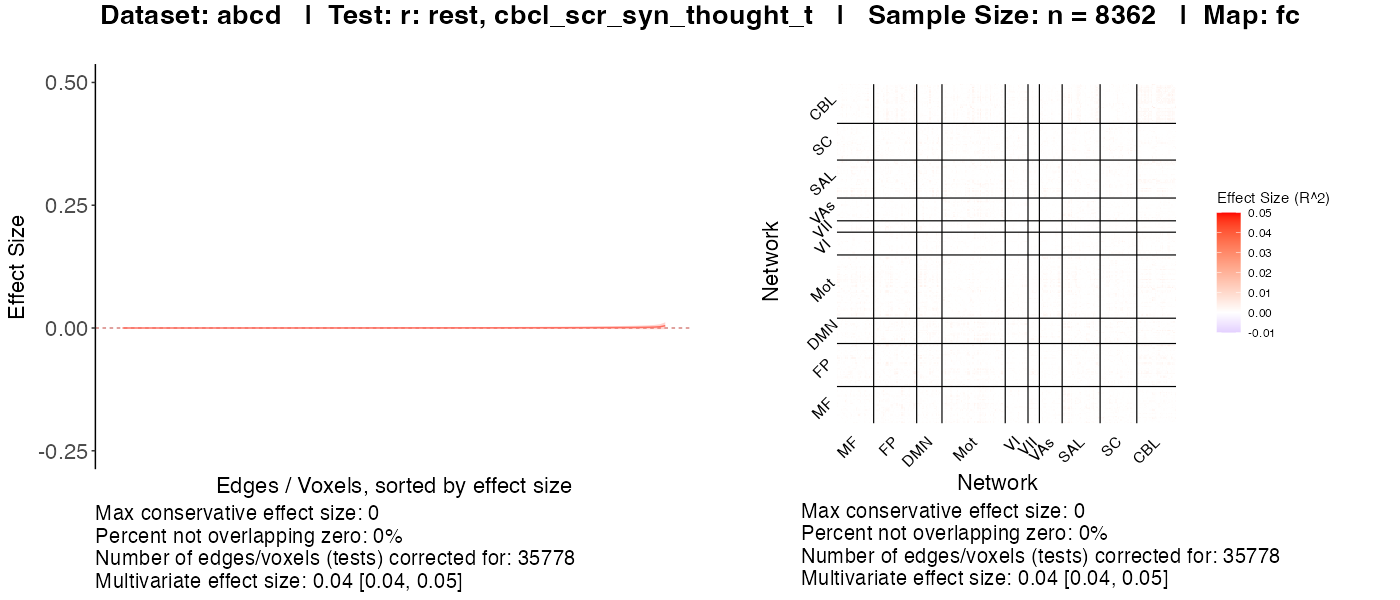 Dataset: abcd | Test: r: rest, cbcl_scr_syn_thought_t | Sample Size: n = 8362 | Map: fc
0.50
0.25
0.00
-0.25
Effect Size
Edges / Voxels, sorted by effect size
Max conservative effect size: 0
Percent not overlapping zero: 0%
Number of edges/voxels (tests) corrected for: 35778
Multivariate effect size: 0.04 [0.04, 0.05]
Network
CBL
SC
SAL
VAs
VII
VI
Mot
DMN
FP
MF
MF
FP
DMN
Mot
VI
VII
VAs
SAL
SC
CBL
Network
Effect Size (R^2)
0.05
0.04
0.03
0.02
0.01
0.00
-0.01
Max conservative effect size: 0
Percent not overlapping zero: 0%
Number of edges/voxels (tests) corrected for: 35778
Multivariate effect size: 0.04 [0.04, 0.05]